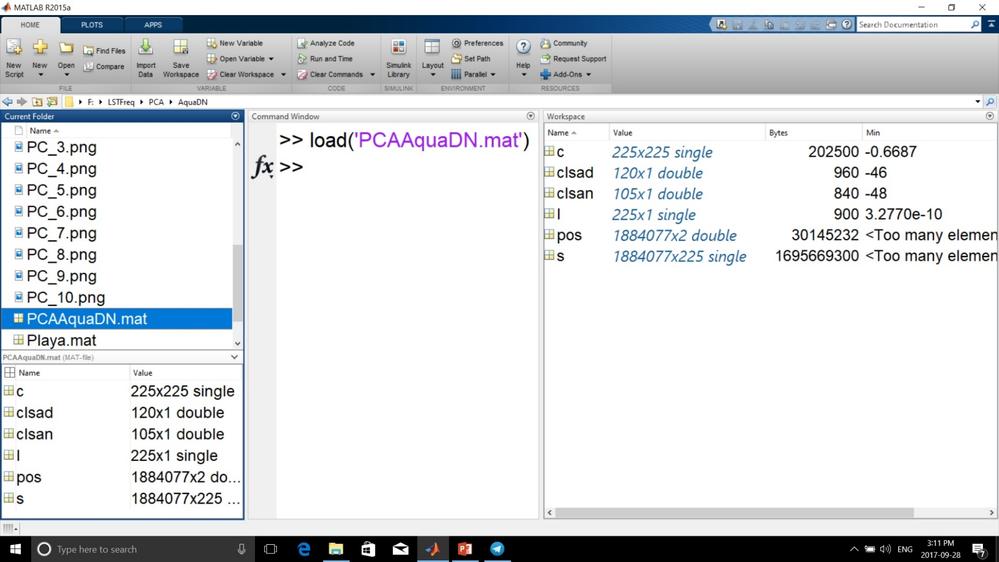 MATLAB R2015a
HOME PLOTS APPS
Search Documentation
New Script
New
Open
Find Files
Compare
FILE
Import Data
Save Workspace
New Variable
Open Variable
Clear Workspace
VARIABLE
Analyze Code
Run and Time
Clear Commands
CODE
Simulink Library
SIMULINK
Layout
Preferences
Set Path
Parallel
ENVIRONMENT
Help
Community
Request Support
Add-Ons
RESOURCES
F: LSTFreq PCA AquaDN
Current Folder
Name
PC_3.png
PC_4.png
PC_5.png
PC_6.png
PC_7.png
PC_8.png
PC_9.png
PC_10.png
PCAAquaDN.mat
Playa.mat
PCAAquaDN.mat (MAT-file)
Name Value
c 225x225 single
clsad 120x1 double
clsan 105x1 double
l 225x1 single
pos 1884077x2 do...
s 1884077x225 ...
Command Window
>> load('PCAAquaDN.mat')
fx >>
Workspace
Name Value Bytes Min
c 225x225 single 202500 -0.6687
clsad 120x1 double 960 -46
clsan 105x1 double 840 -48
l 225x1 single 900 3.2770e-10
pos 1884077x2 double 30145232 <Too many elemen
s 1884077x225 single 1695669300 <Too many elemen
Type here to search
ENG
3:11 PM
2017-09-28
7